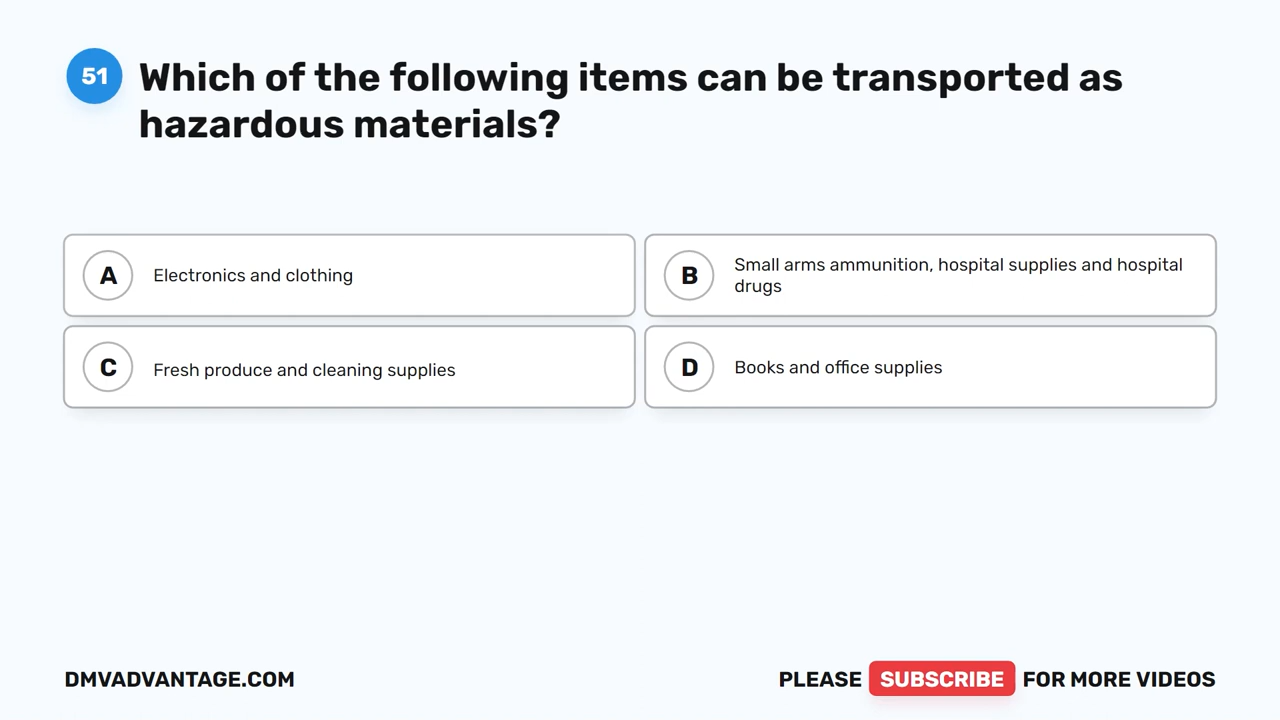 51
Which of the following items can be transported as
hazardous materials?
A
Electronics and clothing
B
Small arms ammunition, hospital supplies and hospital
drugs
C
Fresh produce and cleaning supplies
D
Books and office supplies
DMVADVANTAGE.COM
PLEASE SUBSCRIBE FOR MORE VIDEOS